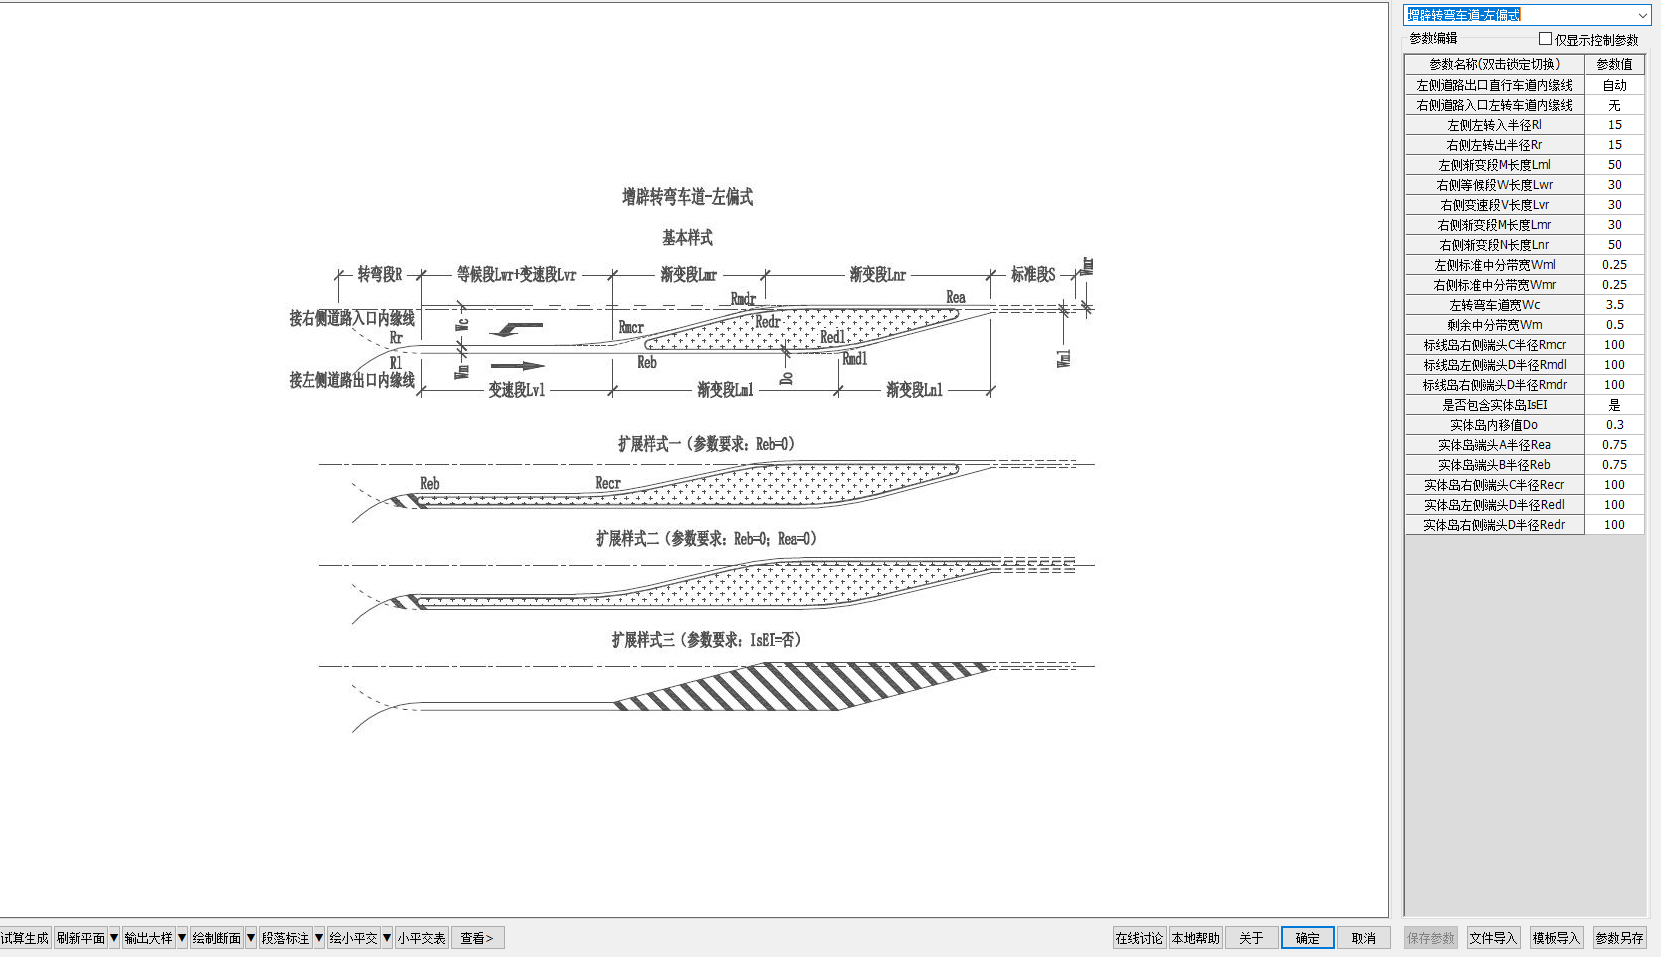 增辟转弯车道-左偏式
参数编辑
仅显示控制参数
参数名称(双击锁定切换) 参数值
左侧道路出口直行车道内缘线 自动
右侧道路入口左转车道内缘线 无
左侧左转入半径Rl 15
右侧左转出半径Rr 15
左侧渐变段M长度Lml 50
右侧等候段W长度Lwr 30
右侧变速段V长度Lvr 30
右侧渐变段M长度Lmr 30
右侧渐变段N长度Lnr 50
左侧标准中分带宽Wml 0.25
右侧标准中分带宽Wmr 0.25
左转弯车道宽Wc 3.5
剩余中分带宽Wm 0.5
标线岛右侧端头C半径Rmcr 100
标线岛左侧端头D半径Rmdl 100
标线岛右侧端头D半径Rmdr 100
是否包含实体岛IsEI 是
实体岛内移值Do 0.3
实体岛端头A半径Rea 0.75
实体岛端头B半径Reb 0.75
实体岛右侧端头C半径Recr 100
实体岛左侧端头D半径Redl 100
实体岛右侧端头D半径Redr 100
增辟转弯车道-左偏式
基本样式
转弯段R 等候段Lwr+变速段Lvr 渐变段Lmr 渐变段Lnr 标准段S Wmr
Rmdr Rea
接右侧道路入口内缘线 Wc Redr
Rr Rmcr Redl
Rl Reb Rmdl Wml
接左侧道路出口内缘线 Wm Do
变速段Lvl 渐变段Lml 渐变段Lnl
扩展样式一（参数要求：Reb=0）
Reb Recr
扩展样式二（参数要求：Reb=0；Rea=0）
扩展样式三（参数要求：IsEI=否）
试算生成 刷新平面▼ 输出大样▼ 绘制断面▼ 段落标注▼ 绘小平交▼ 小平交表 查看> 在线讨论 本地帮助 关于 确定 取消 保存参数 文件导入 模板导入 参数另存